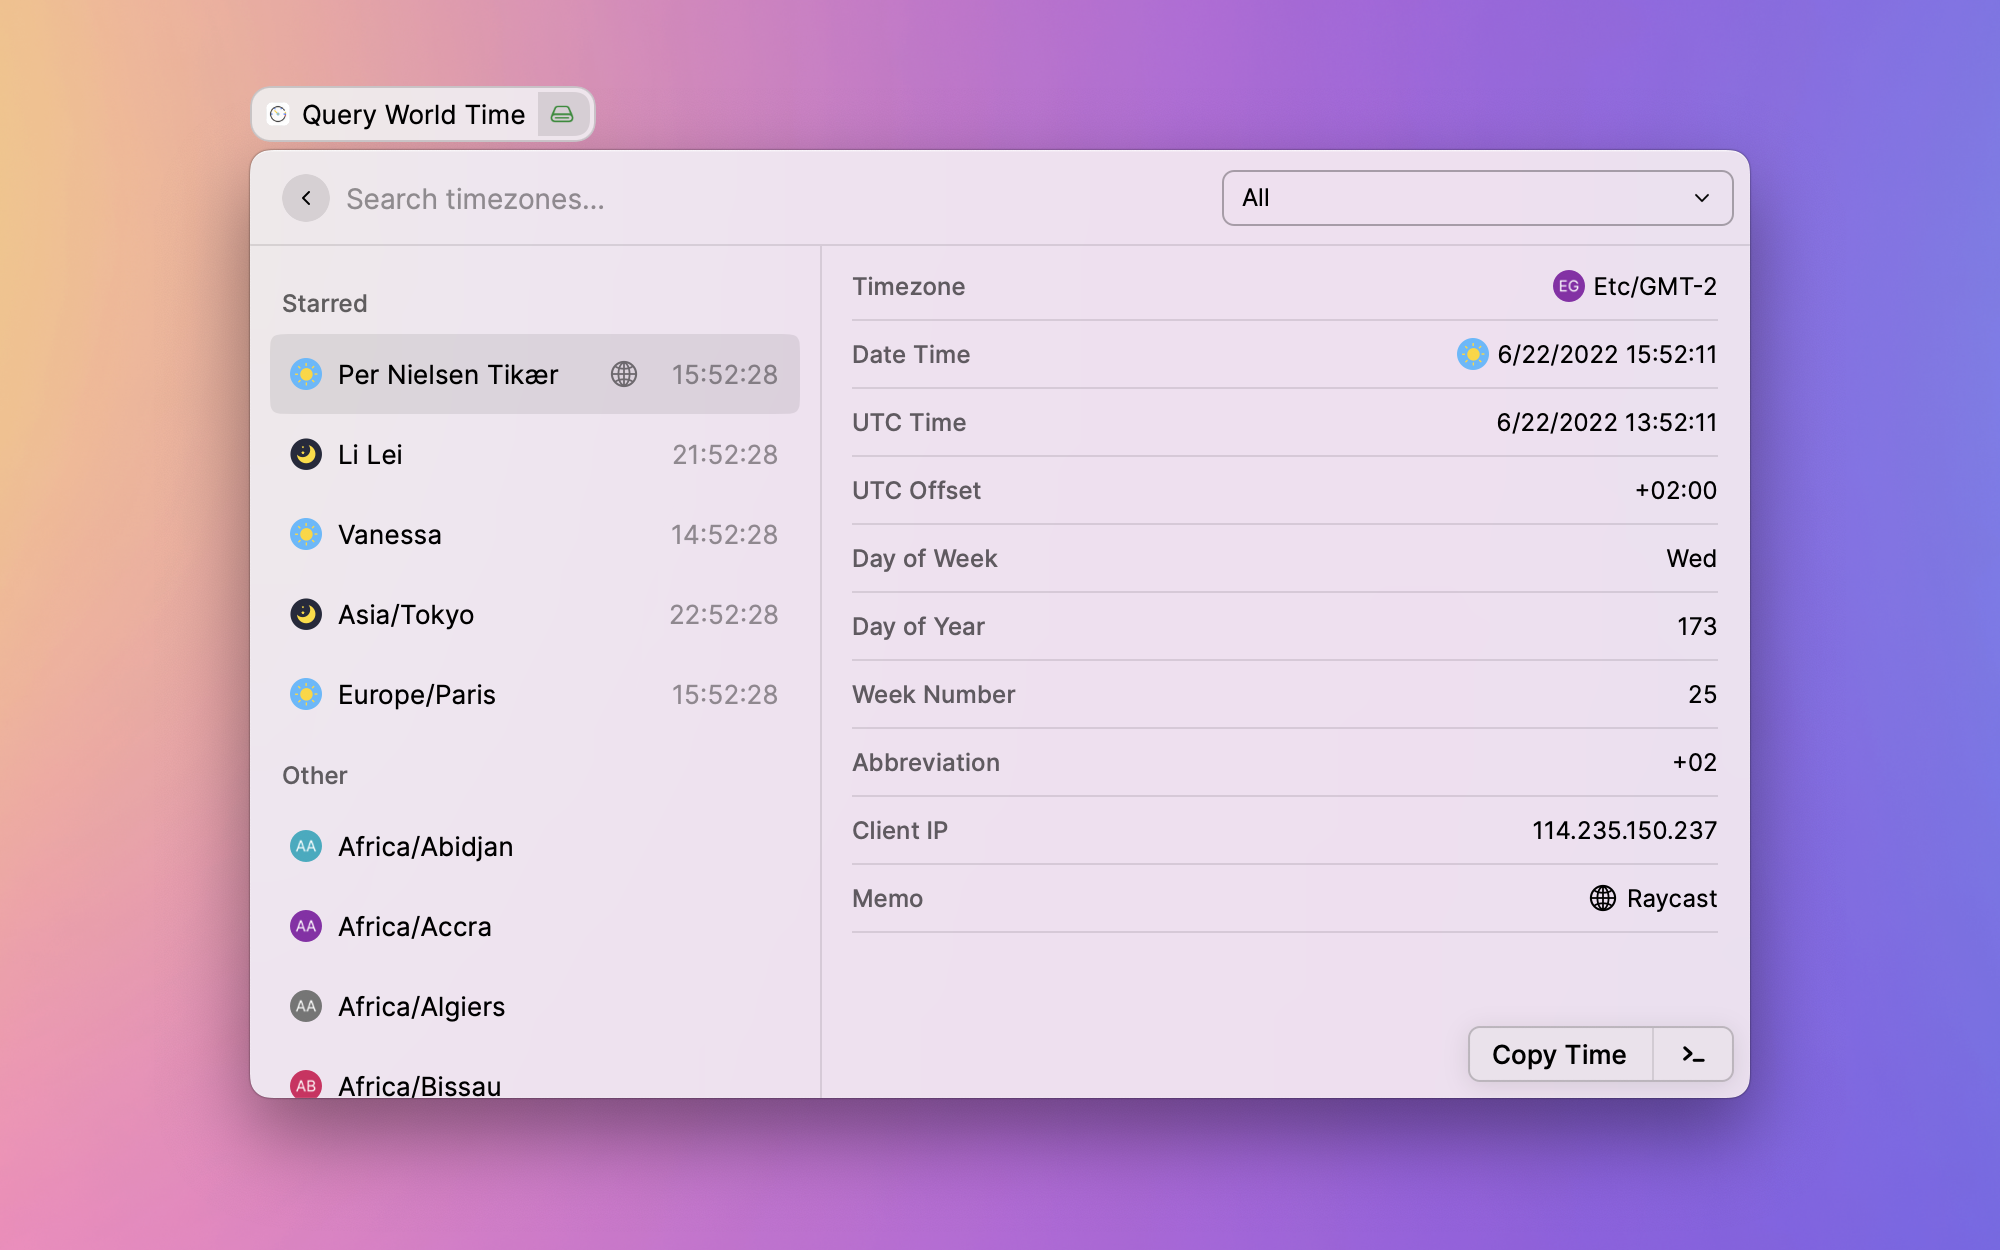 Query World Time
Search timezones...
All
Starred
Per Nielsen Tikær 15:52:28
Li Lei 21:52:28
Vanessa 14:52:28
Asia/Tokyo 22:52:28
Europe/Paris 15:52:28
Other
AA Africa/Abidjan
AA Africa/Accra
AA Africa/Algiers
AB Africa/Bissau
Timezone EG Etc/GMT-2
Date Time 6/22/2022 15:52:11
UTC Time 6/22/2022 13:52:11
UTC Offset +02:00
Day of Week Wed
Day of Year 173
Week Number 25
Abbreviation +02
Client IP 114.235.150.237
Memo Raycast
Copy Time >_